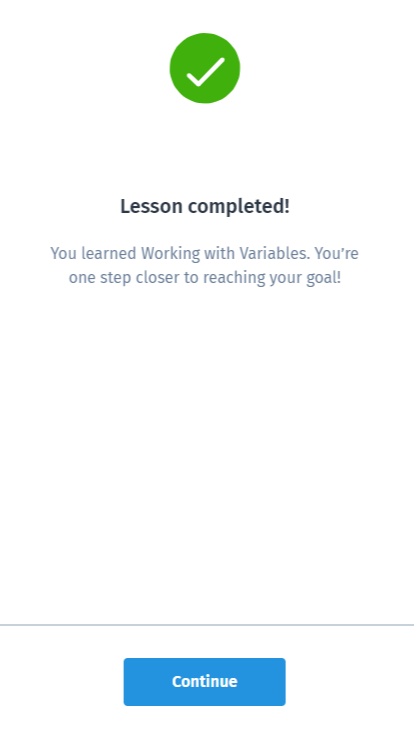 Lesson completed!
You learned Working with Variables. You're
one step closer to reaching your goal!
Continue